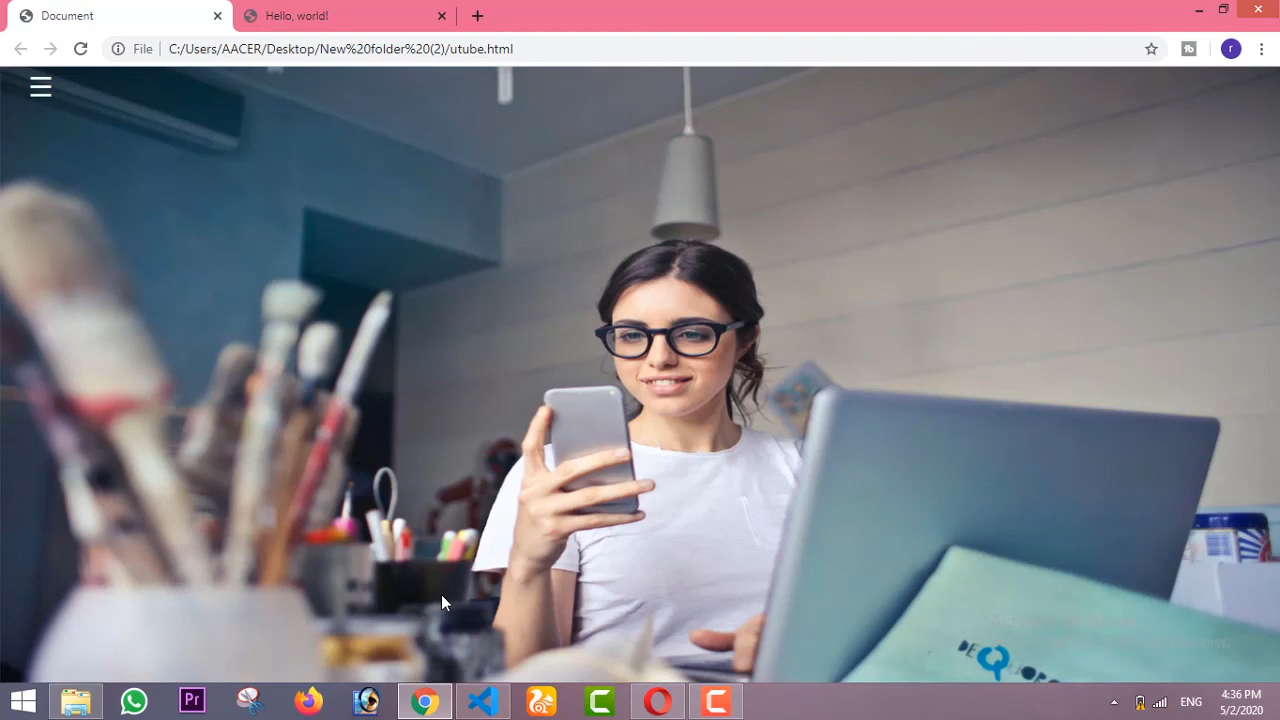 Document
Hello, world!
File
C:/Users/AACER/Desktop/New%20folder%20(2)/utube.html
r
Pr
ENG
4:36 PM
5/2/2020